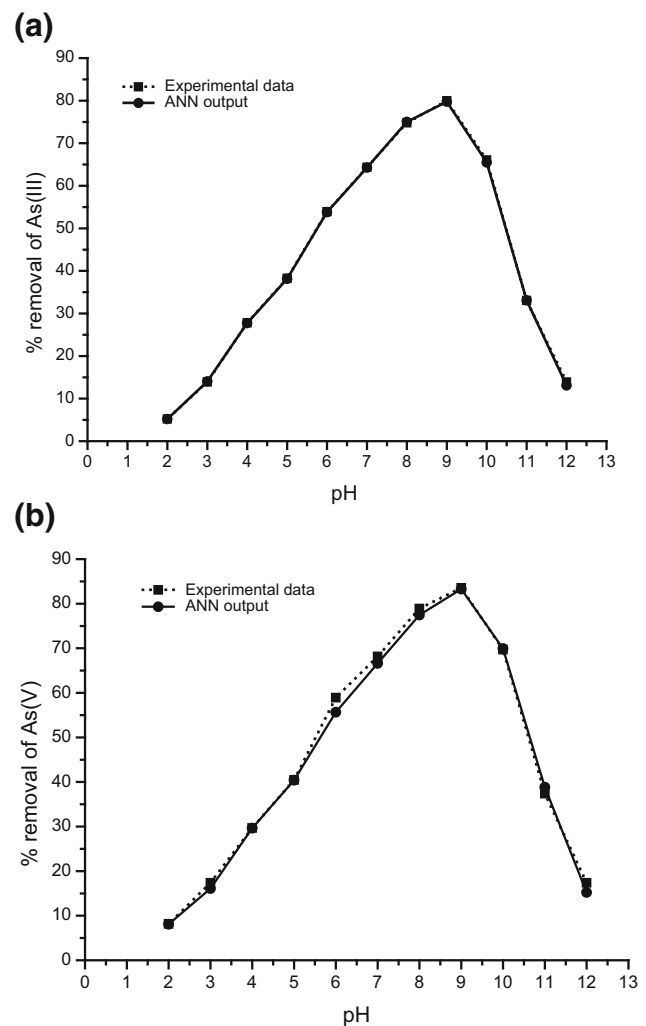 (a)
90
80
70
60
50
40
30
20
10
0
% removal of As(III)
Experimental data
ANN output
0 1 2 3 4 5 6 7 8 9 10 11 12 13
pH
(b)
90
80
70
60
50
40
30
20
10
0
% removal of As(V)
Experimental data
ANN output
0 1 2 3 4 5 6 7 8 9 10 11 12 13
pH